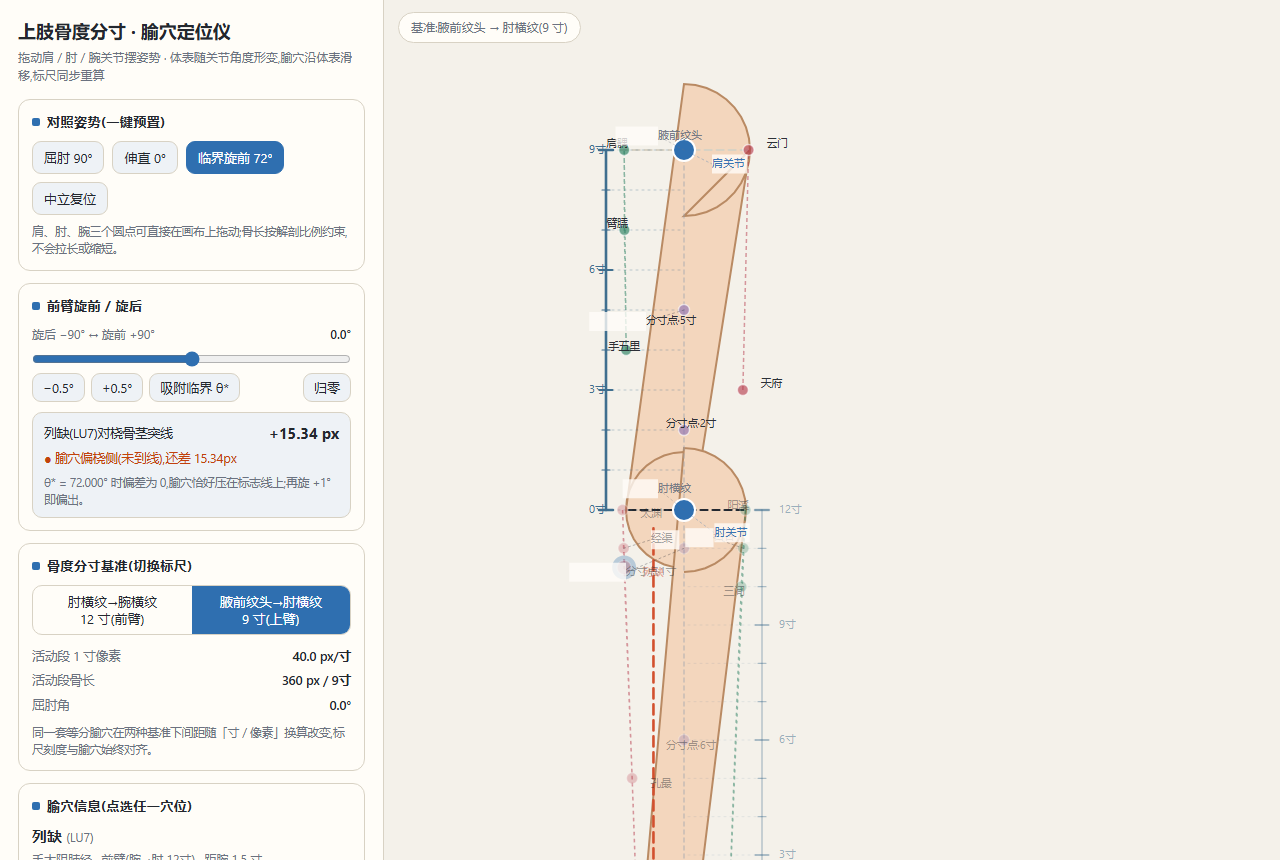 上肢骨度分寸 · 腧穴定位仪
拖动肩 / 肘 / 腕关节摆姿势 · 体表随关节角度形变,腧穴沿体表滑
移,标尺同步重算
对照姿势(一键预置)
屈肘 90°
伸直 0°
临界旋前 72°
中立复位
肩、肘、腕三个圆点可直接在画布上拖动;骨长按解剖比例约束,
不会拉长或缩短。
前臂旋前 / 旋后
旋后 −90° ↔ 旋前 +90°
0.0°
−0.5°
+0.5°
吸附临界 θ*
归零
列缺(LU7)对桡骨茎突线
+15.34 px
● 腧穴偏桡侧(未到线),还差 15.34px
θ* = 72.000° 时偏差为 0,腧穴恰好压在标志线上;再旋 +1°
即偏出。
骨度分寸基准(切换标尺)
肘横纹→腕横纹
12 寸(前臂)
腋前纹头→肘横纹
9 寸(上臂)
活动段 1 寸像素
40.0 px/寸
活动段骨长
360 px / 9寸
屈肘角
0.0°
同一套等分腧穴在两种基准下间距随「寸 / 像素」换算改变,标
尺刻度与腧穴始终对齐。
腧穴信息(点选任一穴位)
列缺 (LU7)
基准:腋前纹头 → 肘横纹(9 寸)
腋前纹头
云门
9寸
肩关节
臂臑
6寸
分寸点·5寸
手五里
天府
3寸
分寸点·2寸
肘横纹
0寸
太渊
阳溪
12寸
经渠
肘关节
9寸
分寸点·6寸
6寸
孔最
3寸